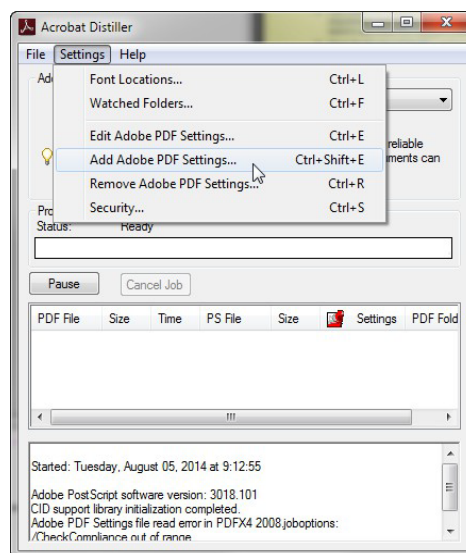 Acrobat Distiller
File Settings Help
Font Locations... Ctrl+L
Watched Folders... Ctrl+F
Edit Adobe PDF Settings... Ctrl+E
reliable
Add Adobe PDF Settings... Ctrl+Shift+E
ments can
Remove Adobe PDF Settings... Ctrl+R
Security... Ctrl+S
Status: Ready
Pause Cancel Job
PDF File Size Time PS File Size Settings PDF Fold
Started: Tuesday, August 05, 2014 at 9:12:55
Adobe PostScript software version: 3018.101
CID support library initialization completed.
Adobe PDF Settings file read error in PDFX4 2008.joboptions:
/CheckCompliance out of range